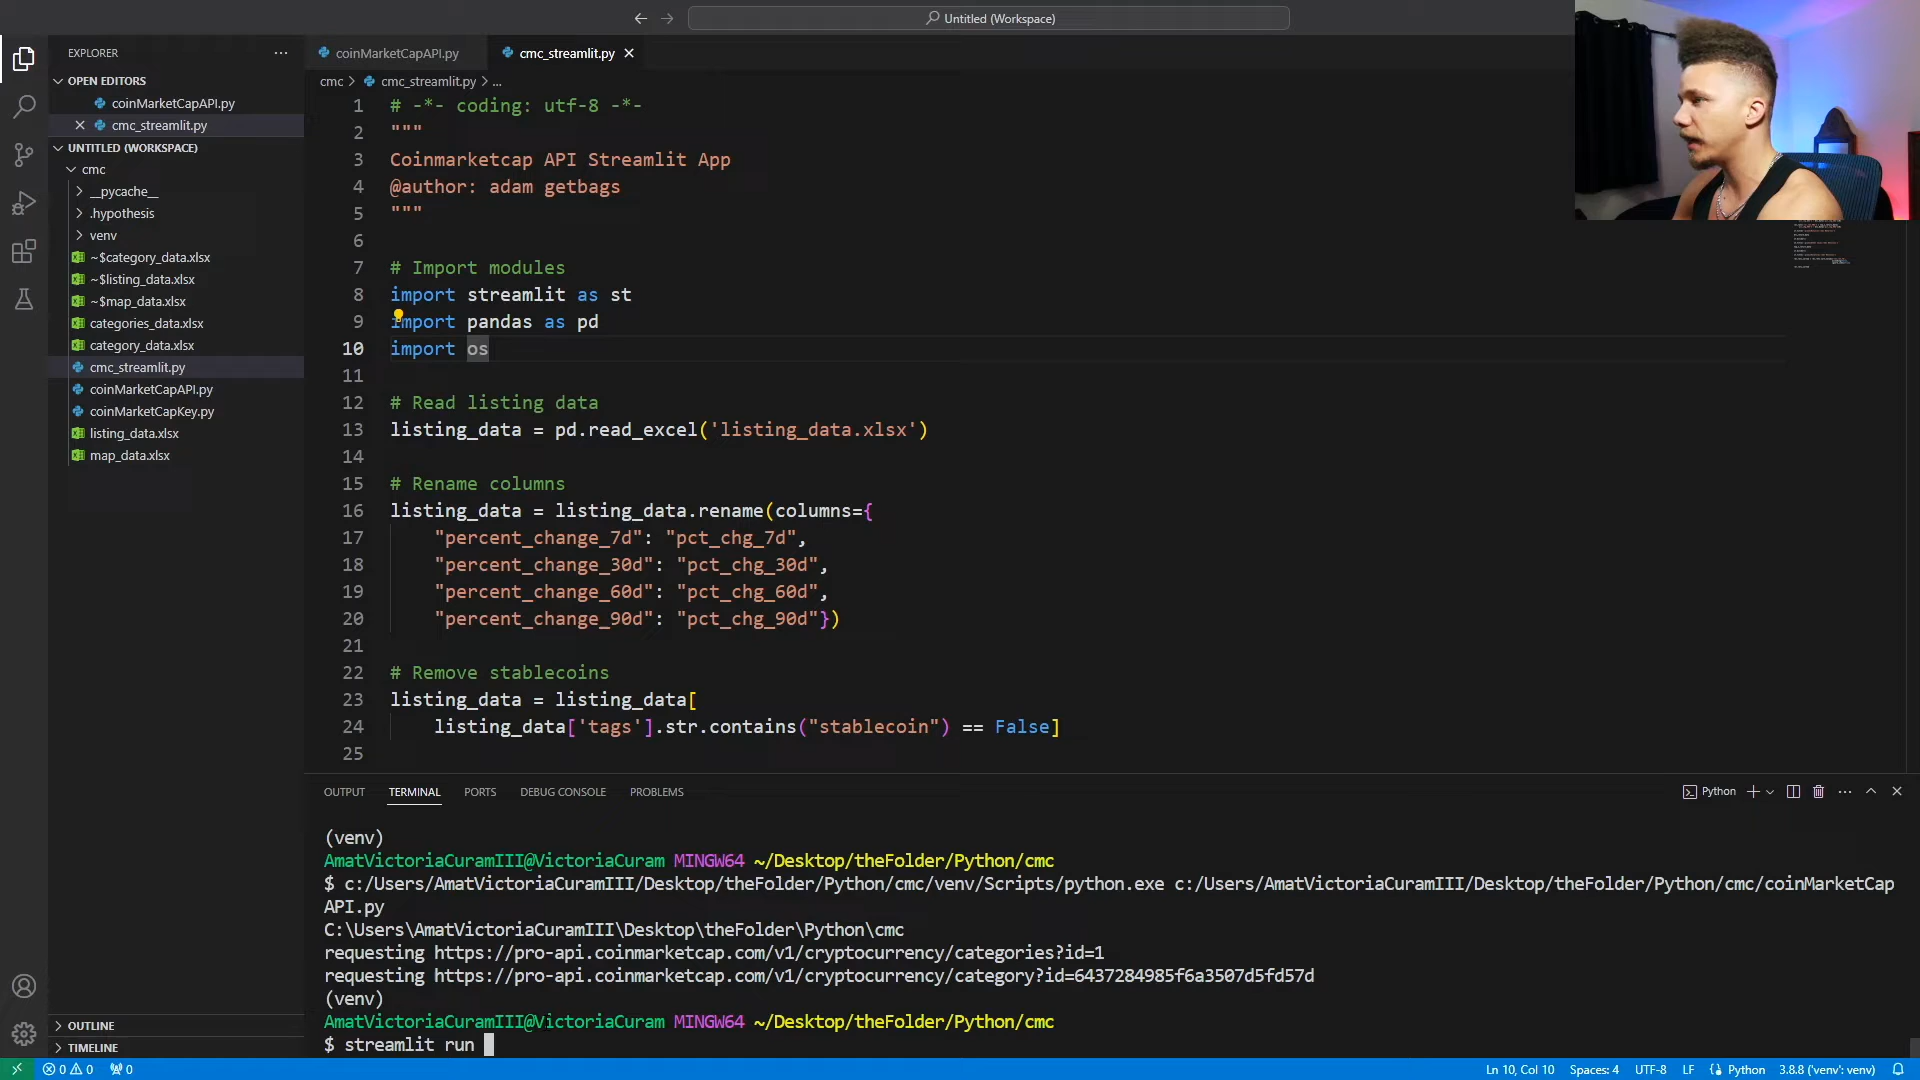 Untitled (Workspace)
EXPLORER
OPEN EDITORS
coinMarketCapAPI.py
cmc_streamlit.py
UNTITLED (WORKSPACE)
cmc
__pycache__
.hypothesis
venv
~$category_data.xlsx
~$listing_data.xlsx
~$map_data.xlsx
categories_data.xlsx
category_data.xlsx
cmc_streamlit.py
coinMarketCapAPI.py
coinMarketCapKey.py
listing_data.xlsx
map_data.xlsx
OUTLINE
TIMELINE
coinMarketCapAPI.py
cmc_streamlit.py
cmc > cmc_streamlit.py > ...
1 # -*- coding: utf-8 -*-
2 """
3 Coinmarketcap API Streamlit App
4 @author: adam getbags
5 """
6
7 # Import modules
8 import streamlit as st
9 import pandas as pd
10 import os
11
12 # Read listing data
13 listing_data = pd.read_excel('listing_data.xlsx')
14
15 # Rename columns
16 listing_data = listing_data.rename(columns={
17 "percent_change_7d": "pct_chg_7d",
18 "percent_change_30d": "pct_chg_30d",
19 "percent_change_60d": "pct_chg_60d",
20 "percent_change_90d": "pct_chg_90d"})
21
22 # Remove stablecoins
23 listing_data = listing_data[
24 listing_data['tags'].str.contains("stablecoin") == False]
25
OUTPUT TERMINAL PORTS DEBUG CONSOLE PROBLEMS
Python
(venv)
AmatVictoriaCuramIII@VictoriaCuram MINGW64 ~/Desktop/theFolder/Python/cmc
$ c:/Users/AmatVictoriaCuramIII/Desktop/theFolder/Python/cmc/venv/Scripts/python.exe c:/Users/AmatVictoriaCuramIII/Desktop/theFolder/Python/cmc/coinMarketCap
API.py
C:\Users\AmatVictoriaCuramIII\Desktop\theFolder\Python\cmc
requesting https://pro-api.coinmarketcap.com/v1/cryptocurrency/categories?id=1
requesting https://pro-api.coinmarketcap.com/v1/cryptocurrency/category?id=6437284985f6a3507d5fd57d
(venv)
AmatVictoriaCuramIII@VictoriaCuram MINGW64 ~/Desktop/theFolder/Python/cmc
$ streamlit run
0 0 0 Ln 10, Col 10 Spaces: 4 UTF-8 LF Python 3.8.8 ('venv': venv)